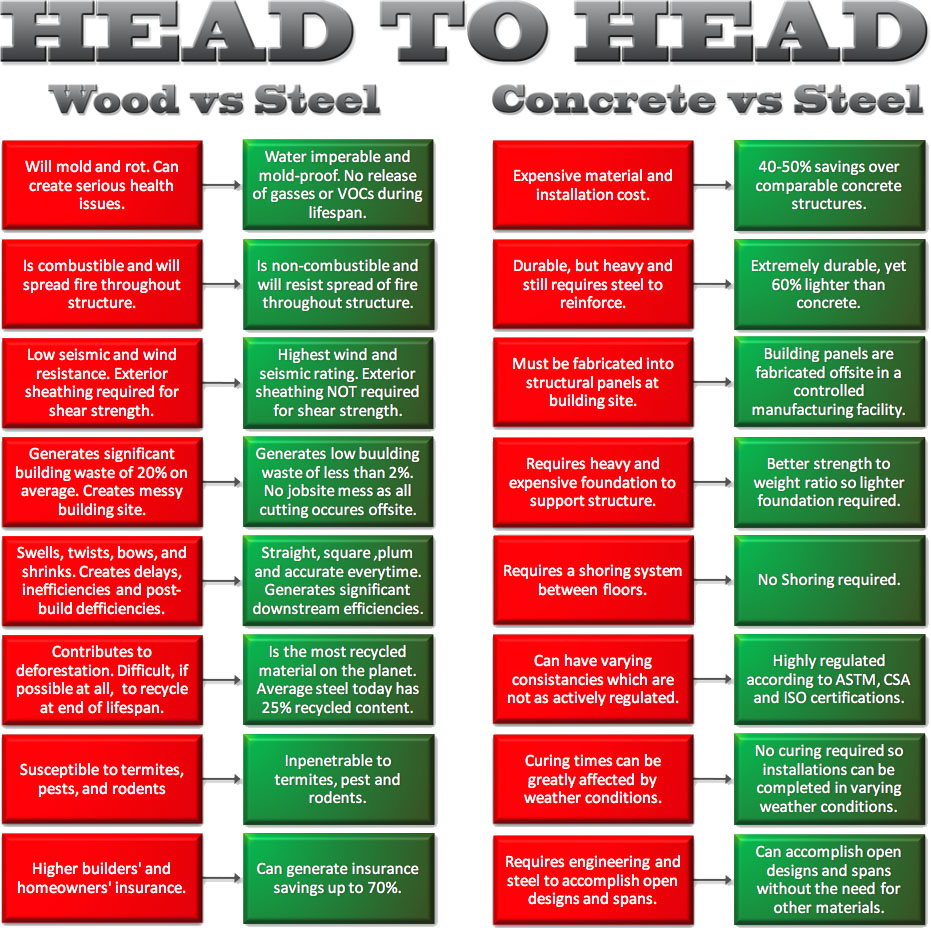 HEAD TO HEAD
Wood vs Steel
Concrete vs Steel
Will mold and rot. Can
create serious health
issues.
Water imperable and
mold-proof. No release
of gasses or VOCs during
lifespan.
Expensive material and
installation cost.
40-50% savings over
comparable concrete
structures.
Is combustible and will
spread fire throughout
structure.
Is non-combustible and
will resist spread of fire
throughout structure.
Durable, but heavy and
still requires steel to
reinforce.
Extremely durable, yet
60% lighter than
concrete.
Low seismic and wind
resistance. Exterior
sheathing required for
shear strength.
Highest wind and
seismic rating. Exterior
sheathing NOT required
for shear strength.
Must be fabricated into
structural panels at
building site.
Building panels are
fabricated offsite in a
controlled
manufacturing facility.
Generates significant
building waste of 20% on
average. Creates messy
building site.
Generates low buulding
waste of less than 2%.
No jobsite mess as all
cutting occures offsite.
Requires heavy and
expensive foundation to
support structure.
Better strength to
weight ratio so lighter
foundation required.
Swells, twists, bows, and
shrinks. Creates delays,
inefficiencies and post-
build defficiencies.
Straight, square ,plum
and accurate everytime.
Generates significant
downstream efficiencies.
Requires a shoring system
between floors.
No Shoring required.
Contributes to
deforestation. Difficult, if
possible at all, to recycle
at end of lifespan.
Is the most recycled
material on the planet.
Average steel today has
25% recycled content.
Can have varying
consistancies which are
not as actively regulated.
Highly regulated
according to ASTM, CSA
and ISO certifications.
Susceptible to termites,
pests, and rodents
Inpenetrable to
termites, pest and
rodents.
Curing times can be
greatly affected by
weather conditions.
No curing required so
installations can be
completed in varying
weather conditions.
Higher builders' and
homeowners' insurance.
Can generate insurance
savings up to 70%.
Requires engineering and
steel to accomplish open
designs and spans.
Can accomplish open
designs and spans
without the need for
other materials.